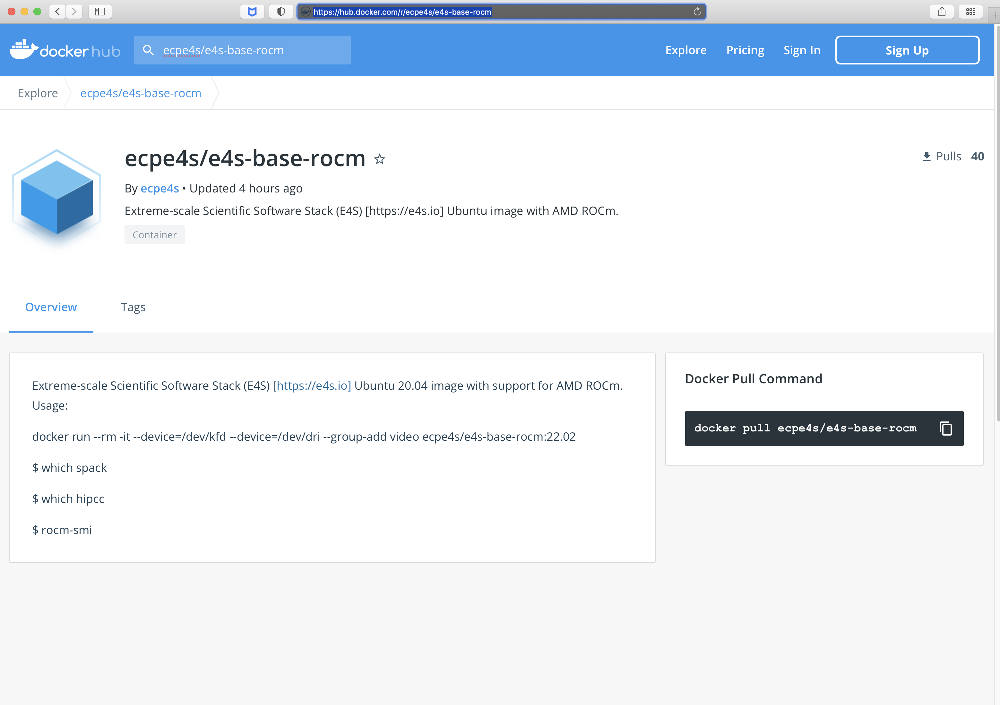 https://hub.docker.com/r/ecpe4s/e4s-base-rocm
dockerhub
ecpe4s/e4s-base-rocm
Explore
Pricing
Sign In
Sign Up
Explore
ecpe4s/e4s-base-rocm
ecpe4s/e4s-base-rocm
Pulls 40
By ecpe4s • Updated 4 hours ago
Extreme-scale Scientific Software Stack (E4S) [https://e4s.io] Ubuntu image with AMD ROCm.
Container
Overview
Tags
Extreme-scale Scientific Software Stack (E4S) [https://e4s.io] Ubuntu 20.04 image with support for AMD ROCm.
Usage:
docker run --rm -it --device=/dev/kfd --device=/dev/dri --group-add video ecpe4s/e4s-base-rocm:22.02
$ which spack
$ which hipcc
$ rocm-smi
Docker Pull Command
docker pull ecpe4s/e4s-base-rocm